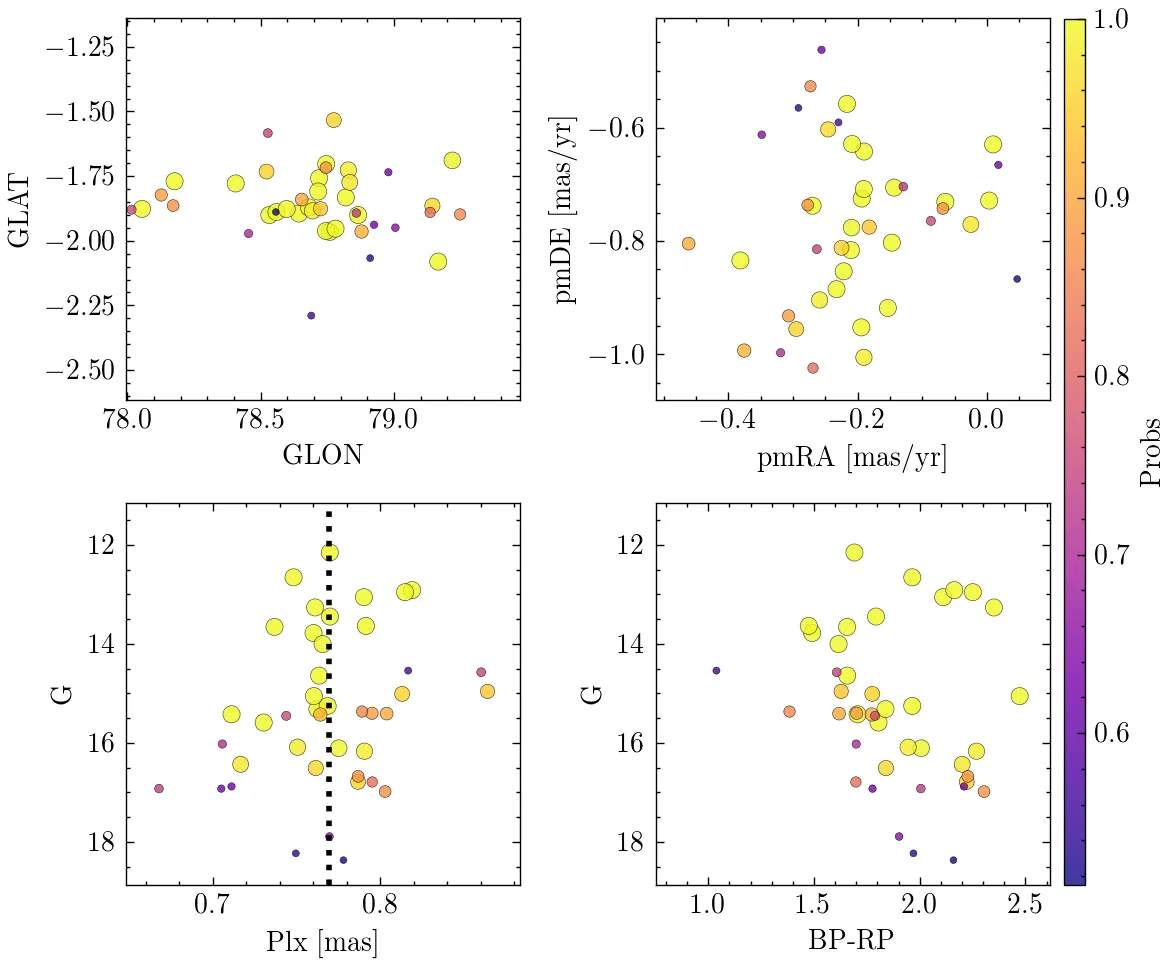 −1.25
−1.50
−1.75
−2.00
−2.25
−2.50
GLAT
78.0 78.5 79.0
GLON
−0.6
−0.8
−1.0
pmDE [mas/yr]
−0.4 −0.2 0.0
pmRA [mas/yr]
1.0
0.9
0.8
0.7
0.6
Probs
12
14
16
18
G
0.7 0.8
Plx [mas]
12
14
16
18
G
1.0 1.5 2.0 2.5
BP-RP